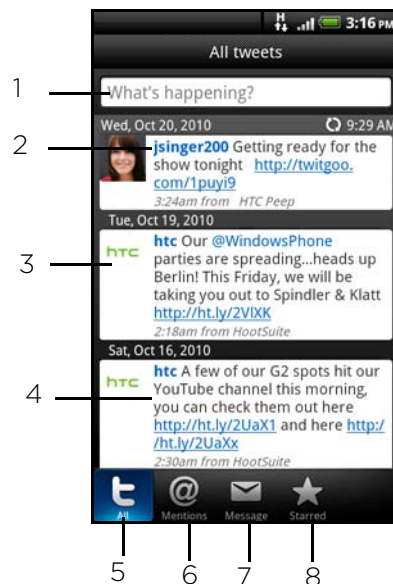 H 3:16 PM
All tweets
1
What's happening?
Wed, Oct 20, 2010 9:29 AM
2
jsinger200 Getting ready for the
show tonight http://twitgoo.
com/1puyi9
3:24am from HTC Peep
Tue, Oct 19, 2010
3
hTC
htc Our @WindowsPhone
parties are spreading...heads up
Berlin! This Friday, we will be
taking you out to Spindler & Klatt
http://ht.ly/2VlXK
2:18am from HootSuite
Sat, Oct 16, 2010
4
hTC
htc A few of our G2 spots hit our
YouTube channel this morning,
you can check them out here
http://ht.ly/2UaX1 and here http:/
/ht.ly/2UaXx
2:30am from HootSuite
t @
All Mentions Message Starred
5 6 7 8